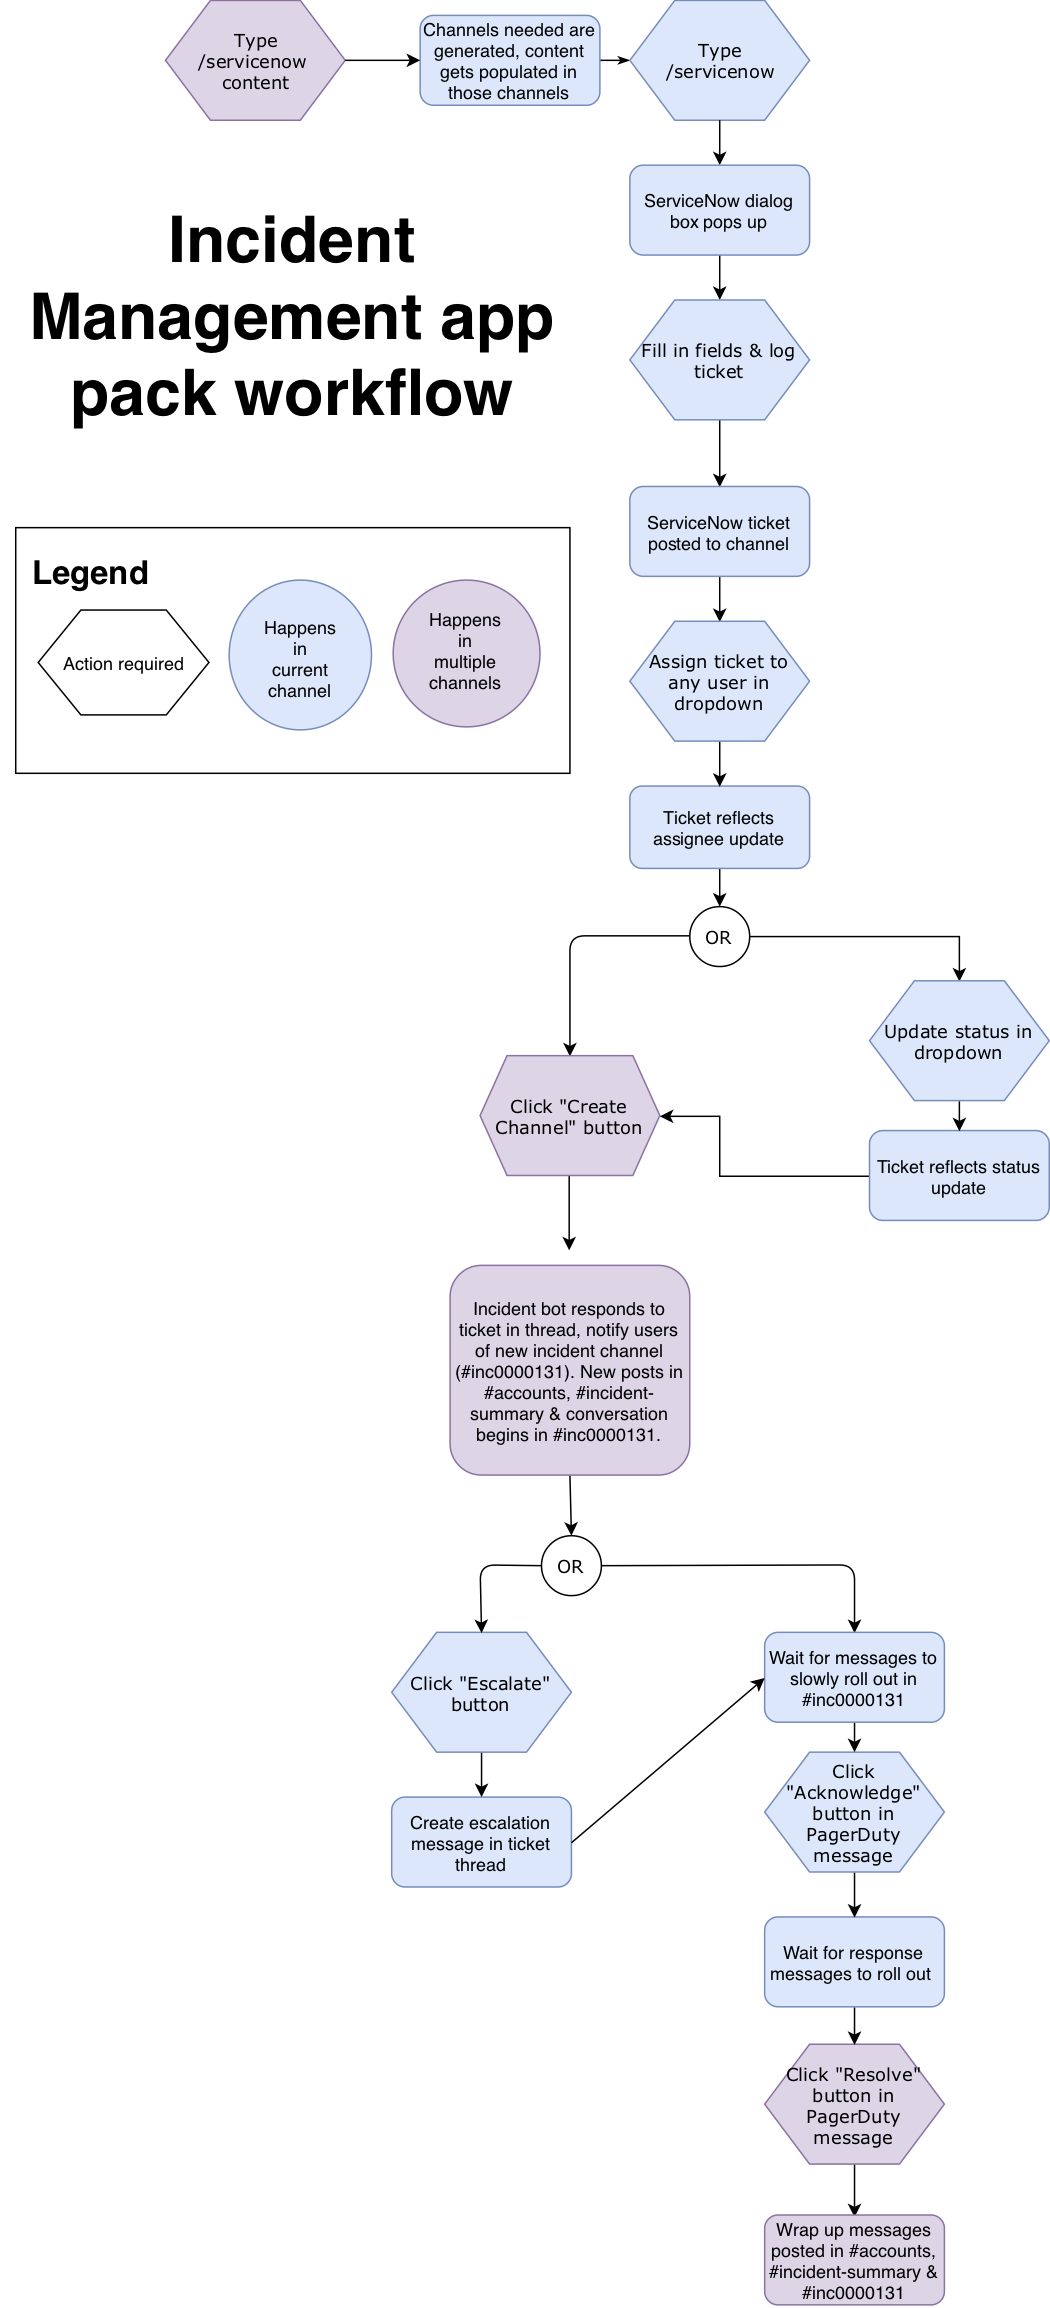 Type
/servicenow
content
Channels needed are
generated, content
gets populated in
those channels
Type
/servicenow
ServiceNow dialog
box pops up
Incident
Management app
pack workflow
Fill in fields & log
ticket
ServiceNow ticket
posted to channel
Legend
Action required
Happens
in
current
channel
Happens
in
multiple
channels
Assign ticket to
any user in
dropdown
Ticket reflects
assignee update
OR
Update status in
dropdown
Click "Create
Channel" button
Ticket reflects status
update
Incident bot responds to
ticket in thread, notify users
of new incident channel
(#inc0000131). New posts in
#accounts, #incident-
summary & conversation
begins in #inc0000131.
OR
Click "Escalate"
button
Wait for messages to
slowly roll out in
#inc0000131
Create escalation
message in ticket
thread
Click
"Acknowledge"
button in
PagerDuty
message
Wait for response
messages to roll out
Click "Resolve"
button in
PagerDuty
message
Wrap up messages
posted in #accounts,
#incident-summary &
#inc0000131